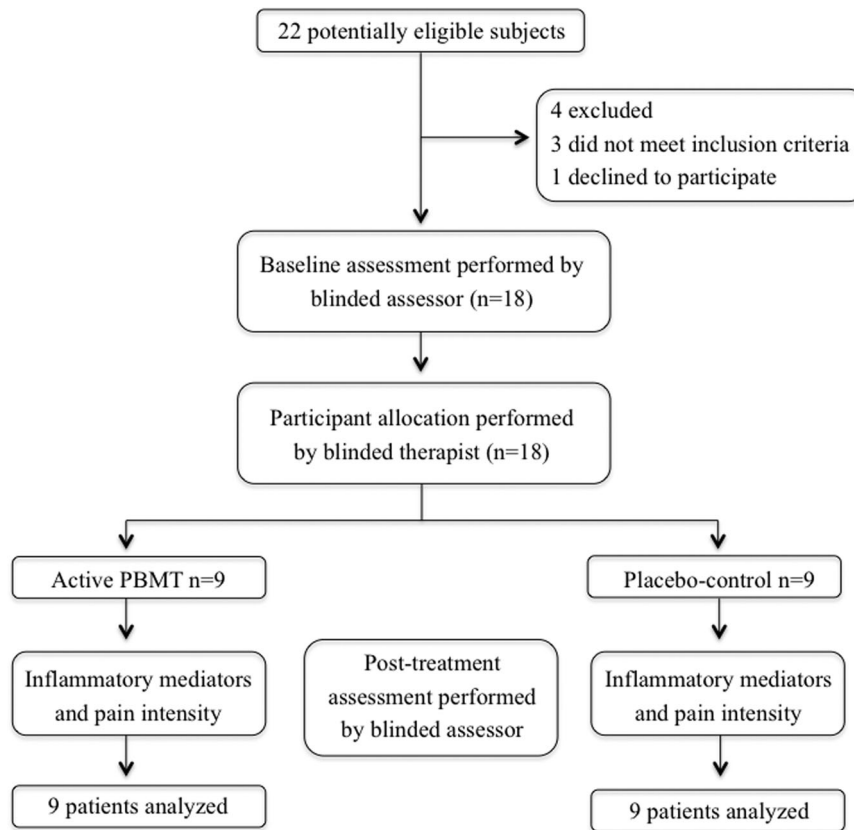 22 potentially eligible subjects
4 excluded
3 did not meet inclusion criteria
1 declined to participate
Baseline assessment performed by
blinded assessor (n=18)
Participant allocation performed
by blinded therapist (n=18)
Active PBMT n=9
Placebo-control n=9
Inflammatory mediators
and pain intensity
Post-treatment
assessment performed
by blinded assessor
Inflammatory mediators
and pain intensity
9 patients analyzed
9 patients analyzed